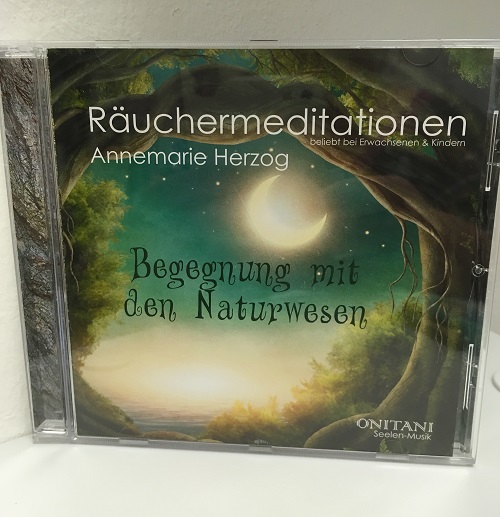 Räuchermeditationen
beliebt bei Erwachsenen & Kindern
Annemarie Herzog
Begegnung mit
den Naturwesen
ONITANI
Seelen-Musik